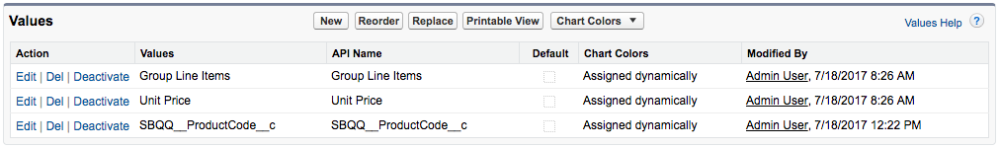 Values New Reorder Replace Printable View Chart Colors Values Help ?
Action Values API Name Default Chart Colors Modified By
Edit | Del | Deactivate Group Line Items Group Line Items Assigned dynamically Admin User, 7/18/2017 8:26 AM
Edit | Del | Deactivate Unit Price Unit Price Assigned dynamically Admin User, 7/18/2017 8:26 AM
Edit | Del | Deactivate SBQQ__ProductCode__c SBQQ__ProductCode__c Assigned dynamically Admin User, 7/18/2017 12:22 PM